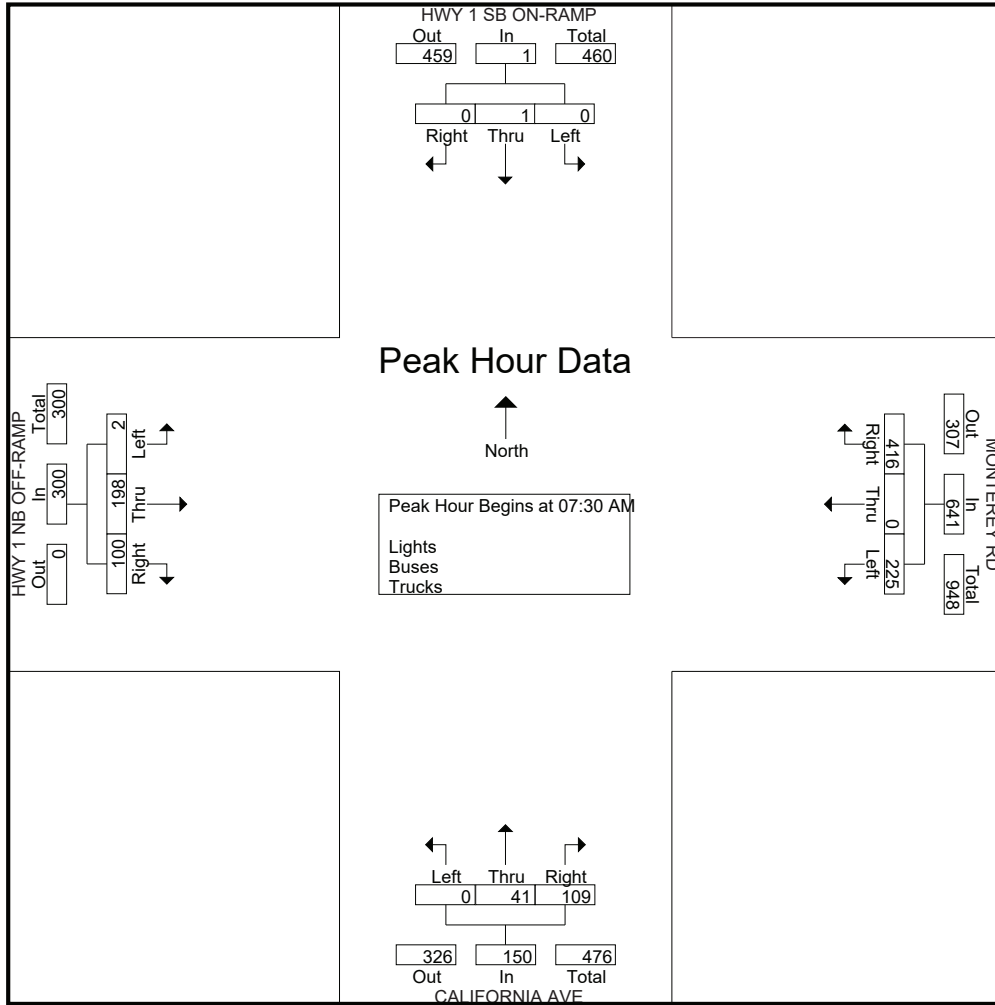 HWY 1 SB ON-RAMP
Out In Total
459 1 460
0 1 0
Right Thru Left
Peak Hour Data
North
Peak Hour Begins at 07:30 AM
Lights
Buses
Trucks
HWY 1 NB OFF-RAMP
Out In Total
0 300 300
Left Thru Right
2 198 100
MONTEREY RD
Out In Total
307 641 948
Right Thru Left
416 0 225
Left Thru Right
0 41 109
326 150 476
Out In Total
CALIFORNIA AVE